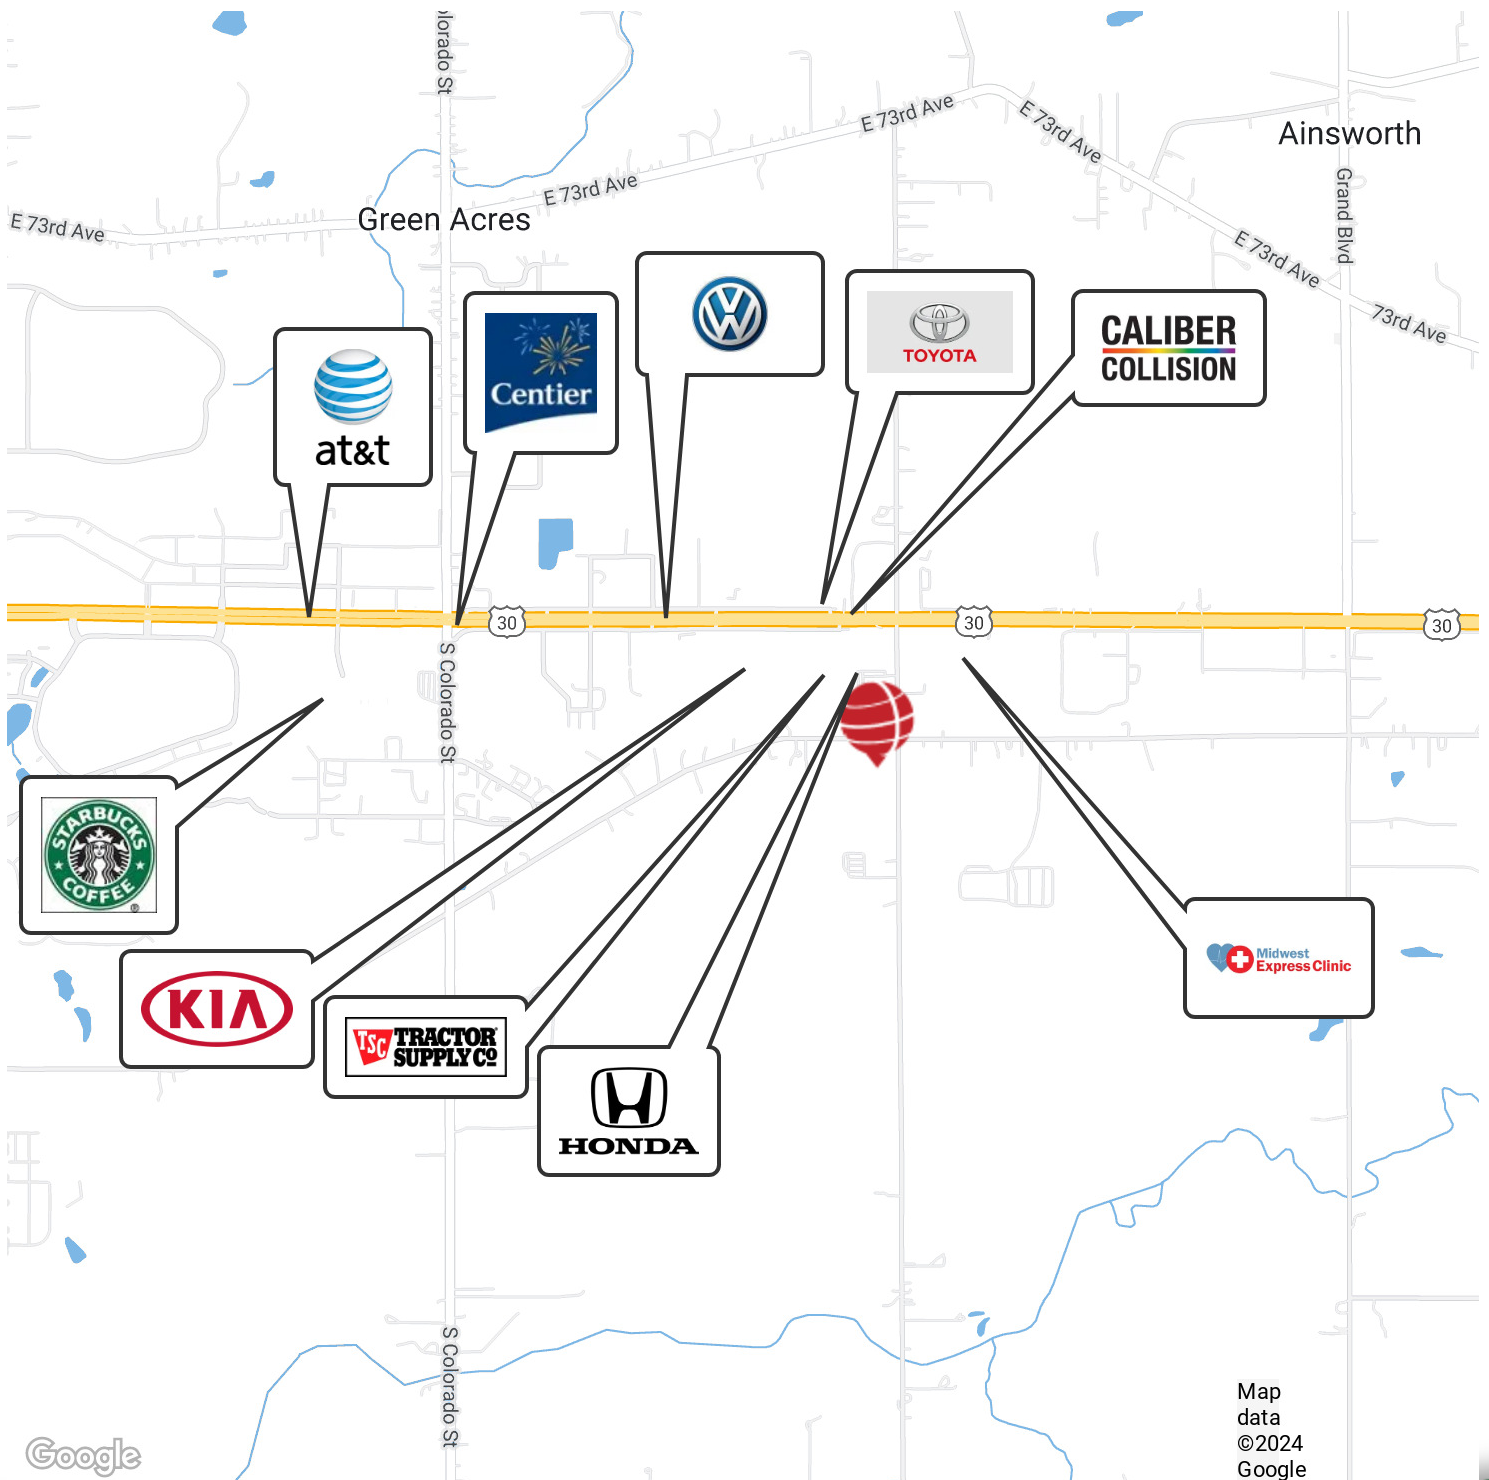 olorado St
E 73rd Ave
E 73rd Ave
Ainsworth
E 73rd Ave
Grand Blvd
Green Acres
E 73rd Ave
E 73rd Ave
73rd Ave
at&t
Centier
TOYOTA
CALIBER
COLLISION
30
30
30
S Colorado St
STARBUCKS
COFFEE
®
KIA
TSC TRACTOR
SUPPLY CO
HONDA
Midwest
Express Clinic
S Colorado St
Map
data
©2024
Google
Google